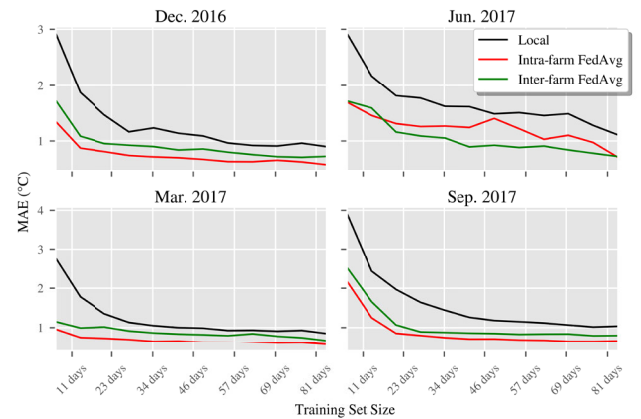 Dec. 2016
Jun. 2017
3
2
1
Local
Intra-farm FedAvg
Inter-farm FedAvg
MAE (°C)
Mar. 2017
Sep. 2017
4
3
2
1
11 days
23 days
34 days
46 days
57 days
69 days
81 days
11 days
23 days
34 days
46 days
57 days
69 days
81 days
Training Set Size